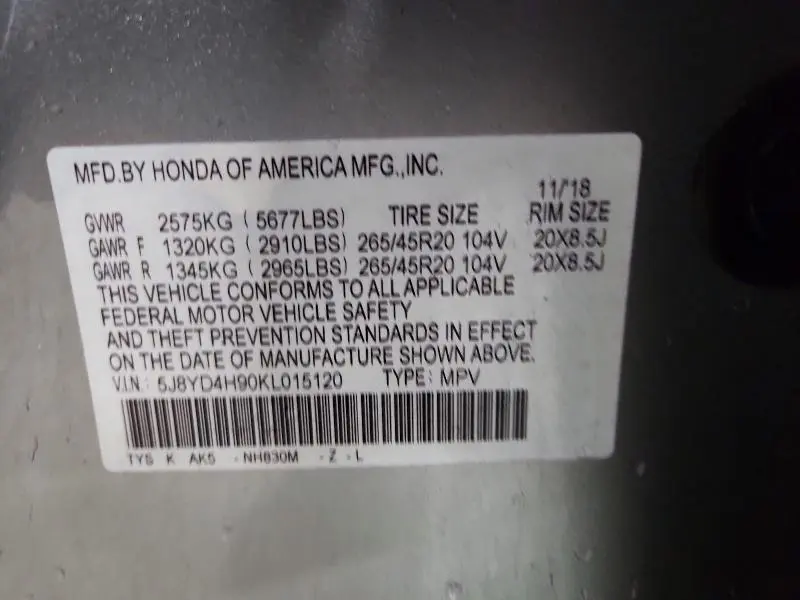 MFD.BY HONDA OF AMERICA MFG.,INC.
11/'18
GVWR 2575KG ( 5677LBS) TIRE SIZE RIM SIZE
GAWR F 1320KG ( 2910LBS) 265/45R20 104V 20X8.5J
GAWR R 1345KG ( 2965LBS) 265/45R20 104V 20X8.5J
THIS VEHICLE CONFORMS TO ALL APPLICABLE
FEDERAL MOTOR VEHICLE SAFETY
AND THEFT PREVENTION STANDARDS IN EFFECT
ON THE DATE OF MANUFACTURE SHOWN ABOVE.
V.I.N: 5J8YD4H90KL015120 TYPE: MPV
TYS K AK5 -NH830M -Z -L